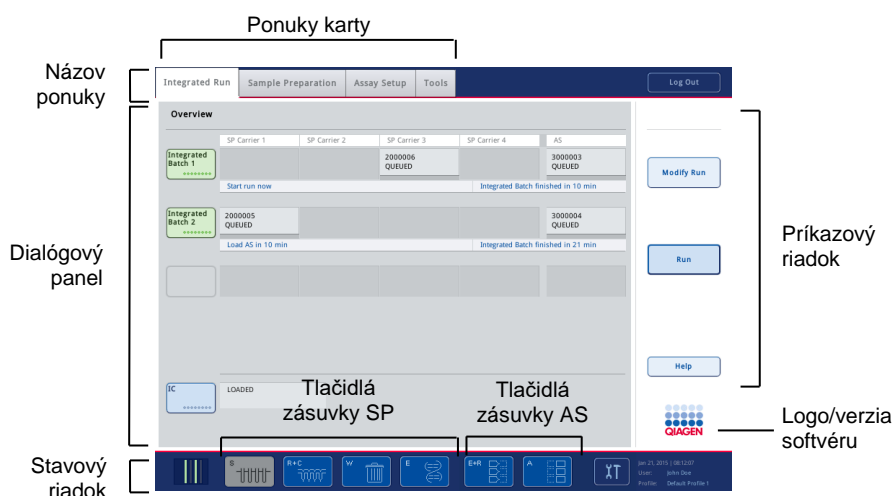 Ponuky karty
Názov
ponuky
Integrated Run
Sample Preparation
Assay Setup
Tools
Log Out
Overview
SP Carrier 1
SP Carrier 2
SP Carrier 3
SP Carrier 4
AS
Integrated
Batch 1
2000006
QUEUED
3000003
QUEUED
Modify Run
Start run now
Integrated Batch finished in 10 min
Integrated
Batch 2
2000005
QUEUED
3000004
QUEUED
Load AS in 10 min
Integrated Batch finished in 21 min
Dialógový
panel
Príkazový
riadok
Run
Help
IC
LOADED
Tlačidlá
zásuvky SP
Tlačidlá
zásuvky AS
QIAGEN
Logo/verzia
softvéru
Stavový
riadok
S
R+C
W
E
E+R
A
Jan 21, 2015 | 08:12:07
User: John Doe
Profile: Default Profile 1